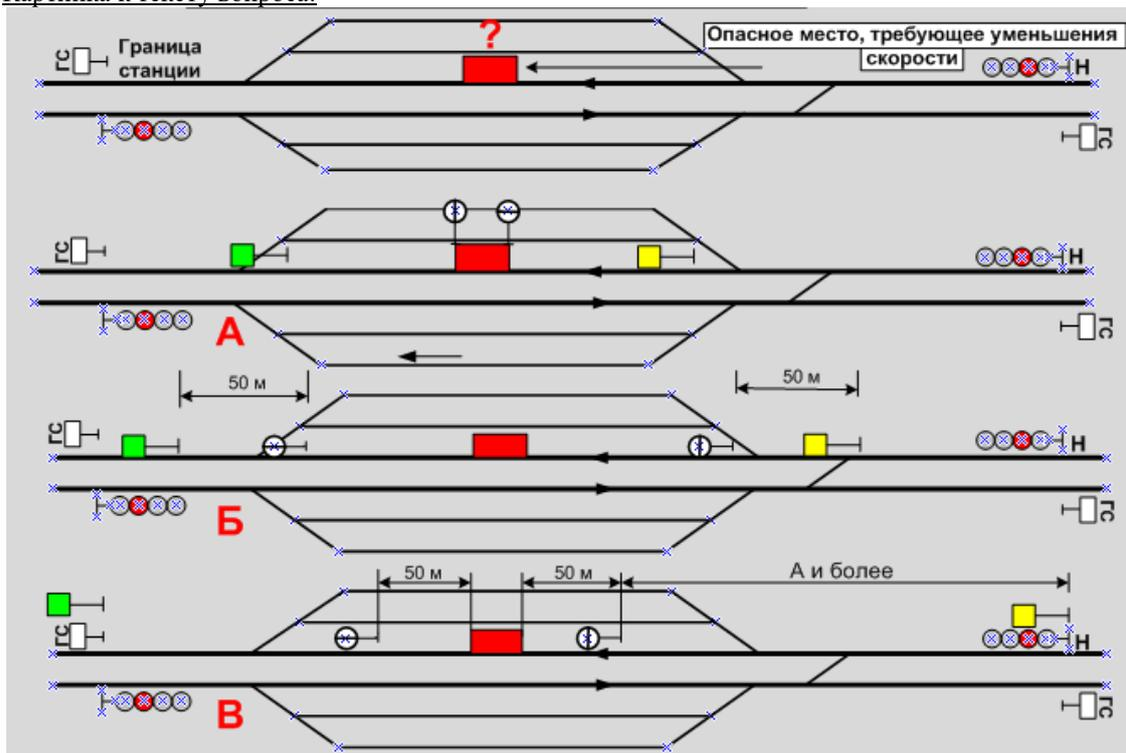 Картинка к тексту вопроса:
ГС
Граница
станции
?
Опасное место, требующее уменьшения
скорости
Н
ГС
ГС
Н
А
ГС
50 м
50 м
ГС
Н
Б
ГС
50 м
50 м
А и более
ГС
Н
В
ГС